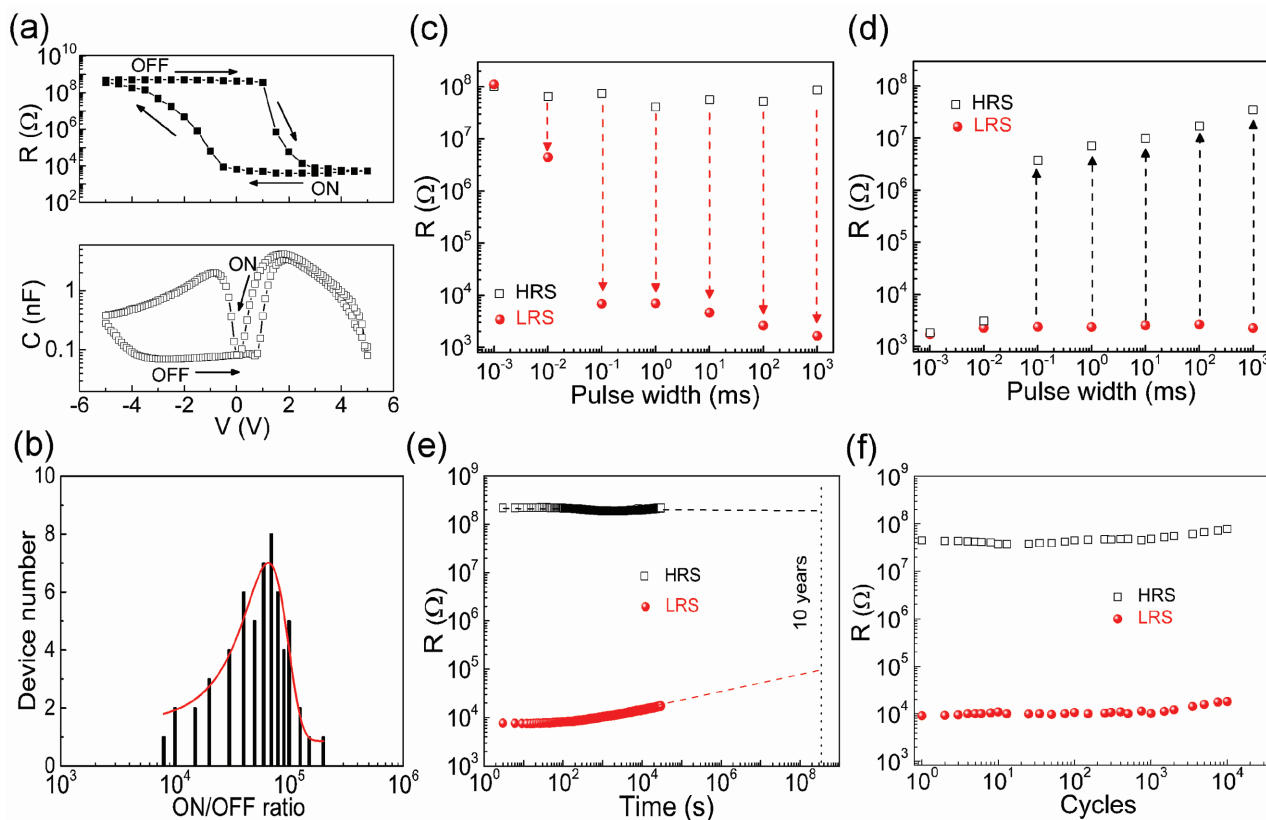 (a)
R (Ω)
10^10
10^8
10^6
10^4
10^2
OFF
ON
C (nF)
1
0.1
ON
OFF
-6 -4 -2 0 2 4 6
V (V)
(b)
Device number
10
8
6
4
2
0
10^3 10^4 10^5 10^6
ON/OFF ratio
(c)
R (Ω)
10^8
10^7
10^6
10^5
10^4
10^3
HRS
LRS
10^-3 10^-2 10^-1 10^0 10^1 10^2 10^3
Pulse width (ms)
(d)
R (Ω)
10^8
10^7
10^6
10^5
10^4
10^3
HRS
LRS
10^-3 10^-2 10^-1 10^0 10^1 10^2 10^3
Pulse width (ms)
(e)
R (Ω)
10^9
10^8
10^7
10^6
10^5
10^4
10^3
HRS
LRS
10 years
10^0 10^2 10^4 10^6 10^8
Time (s)
(f)
R (Ω)
10^9
10^8
10^7
10^6
10^5
10^4
10^3
HRS
LRS
10^0 10^1 10^2 10^3 10^4
Cycles